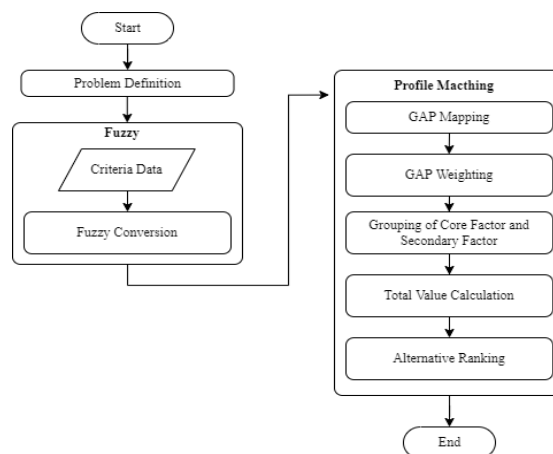 Start
Problem Definition
Fuzzy
Criteria Data
Fuzzy Conversion
Profile Macthing
GAP Mapping
GAP Weighting
Grouping of Core Factor and
Secondary Factor
Total Value Calculation
Alternative Ranking
End